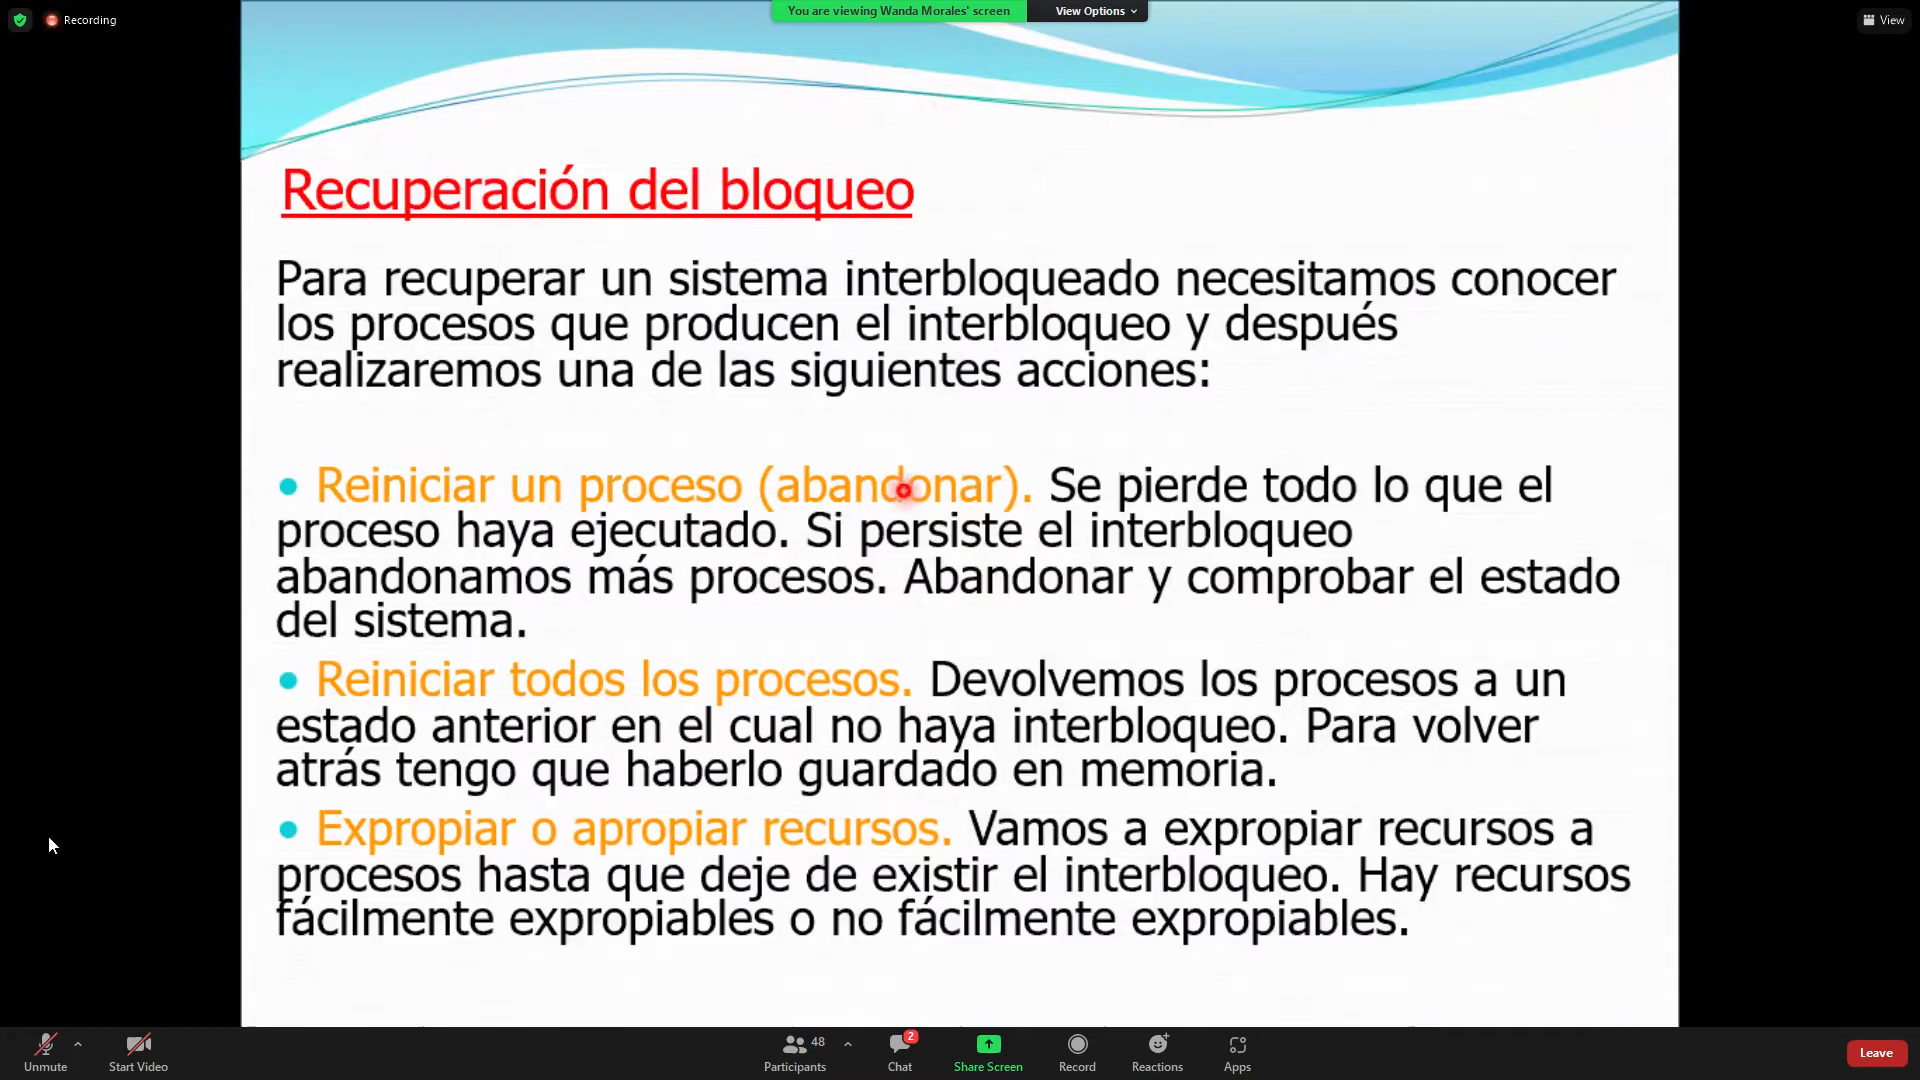 Recording
You are viewing Wanda Morales' screen
View Options
View
Recuperación del bloqueo
Para recuperar un sistema interbloqueado necesitamos conocer
los procesos que producen el interbloqueo y después
realizaremos una de las siguientes acciones:
• Reiniciar un proceso (abandonar). Se pierde todo lo que el
proceso haya ejecutado. Si persiste el interbloqueo
abandonamos más procesos. Abandonar y comprobar el estado
del sistema.
• Reiniciar todos los procesos. Devolvemos los procesos a un
estado anterior en el cual no haya interbloqueo. Para volver
atrás tengo que haberlo guardado en memoria.
• Expropiar o apropiar recursos. Vamos a expropiar recursos a
procesos hasta que deje de existir el interbloqueo. Hay recursos
fácilmente expropiables o no fácilmente expropiables.
Unmute
Start Video
48
Participants
2
Chat
Share Screen
Record
Reactions
Apps
Leave